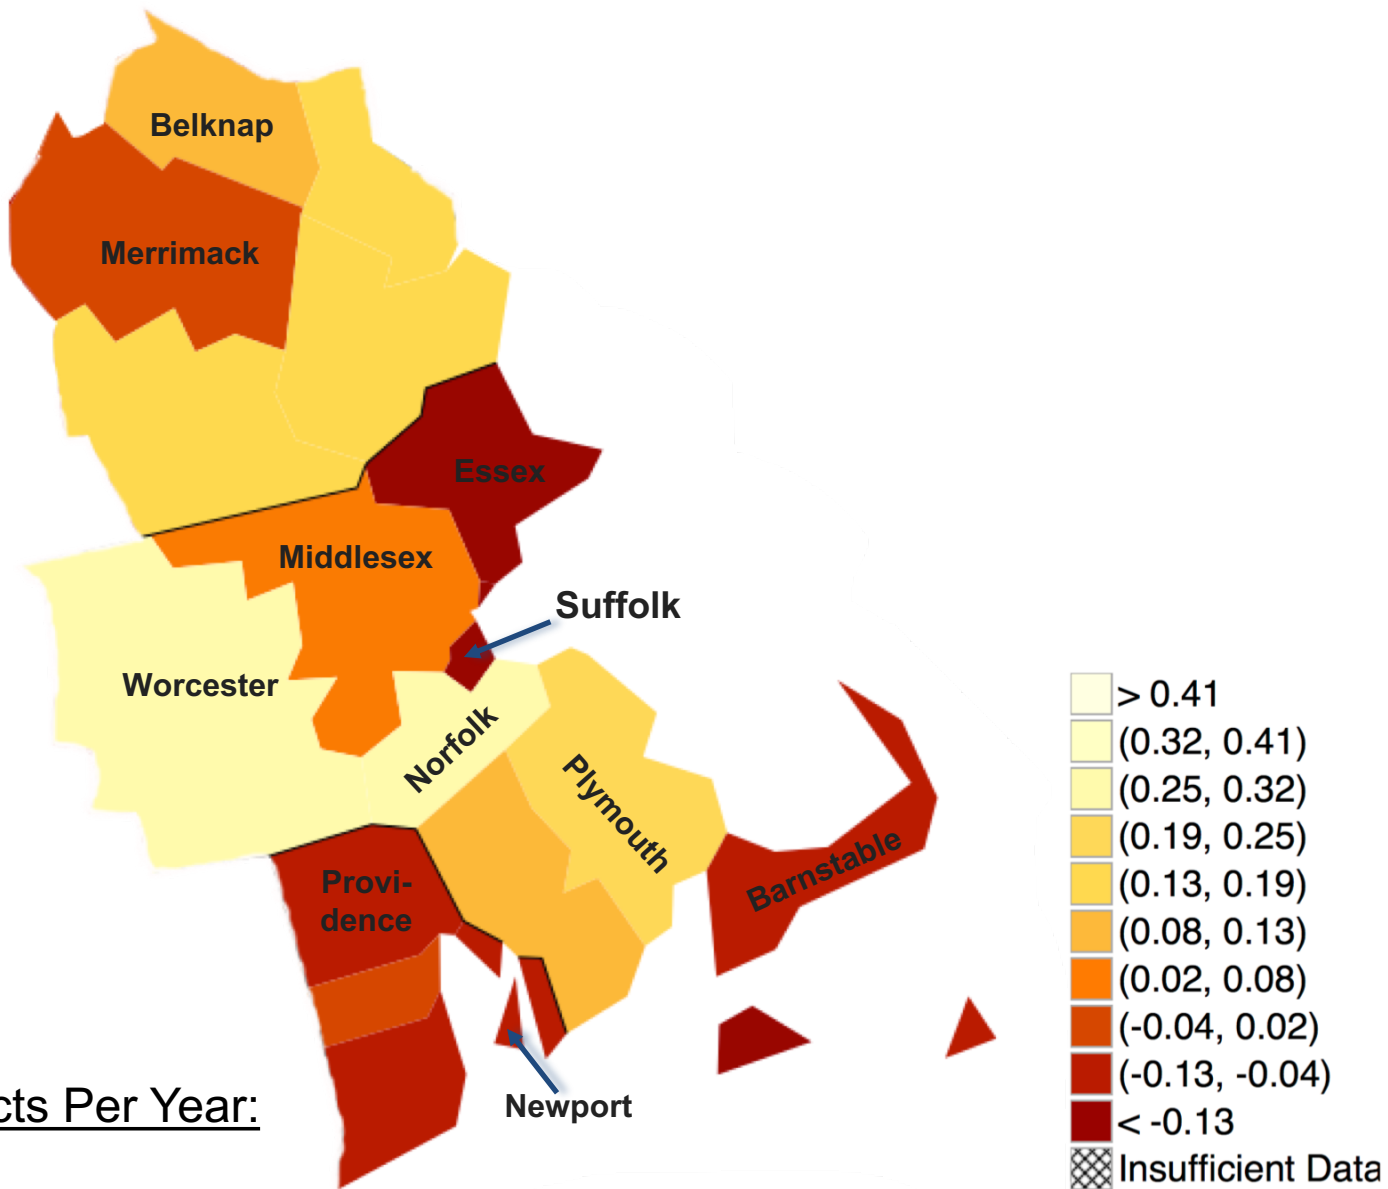 Belknap
Merrimack
Essex
Middlesex
Suffolk
Worcester
Norfolk
Plymouth
Barnstable
Provi-
dence
Newport
cts Per Year:
> 0.41
(0.32, 0.41)
(0.25, 0.32)
(0.19, 0.25)
(0.13, 0.19)
(0.08, 0.13)
(0.02, 0.08)
(-0.04, 0.02)
(-0.13, -0.04)
< -0.13
Insufficient Data